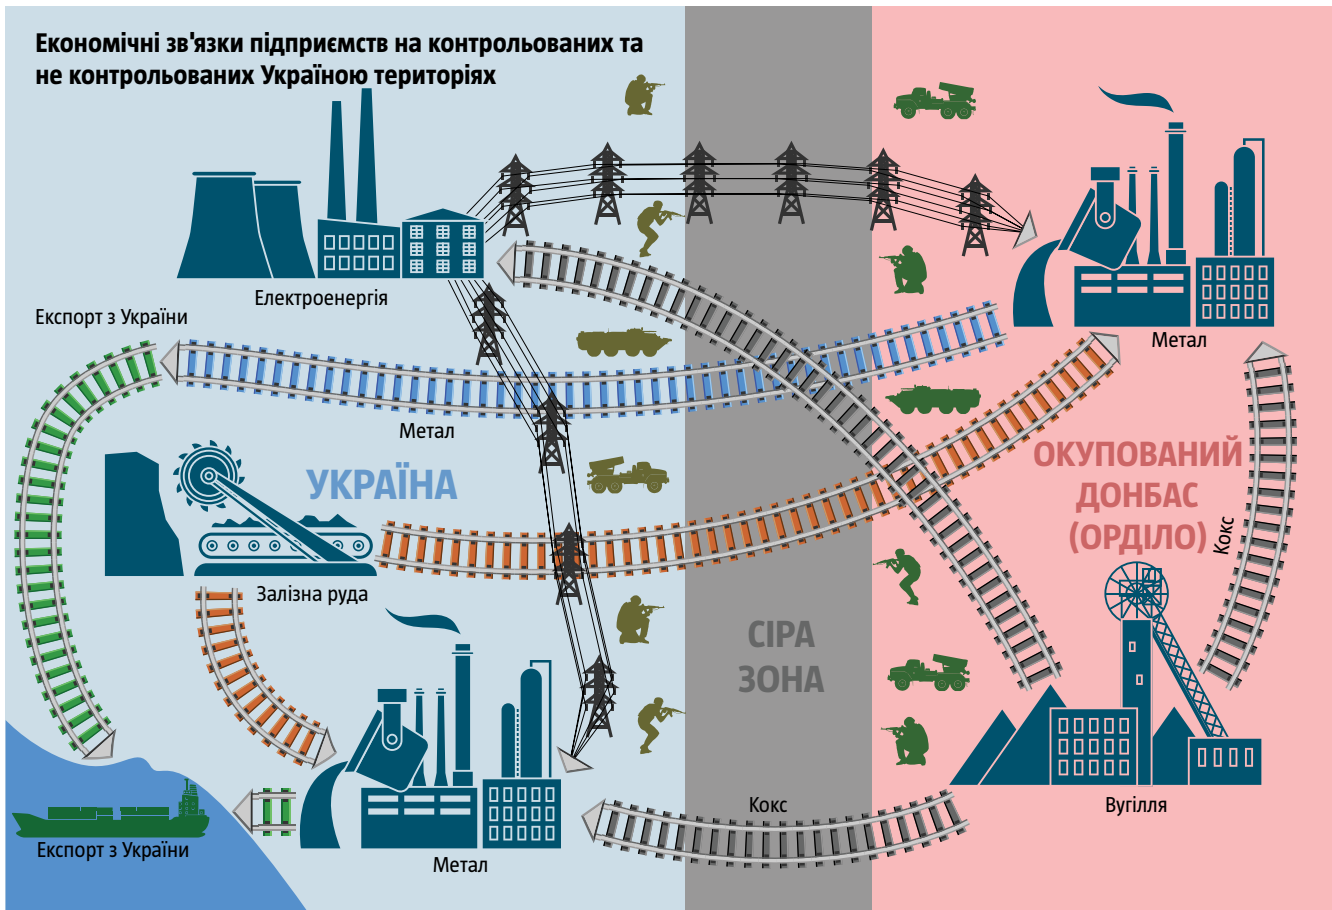 Економічні зв'язки підприємств на контрольованих та
не контрольованих Україною територіях
Електроенергія
Експорт з України
Метал
Метал
УКРАЇНА
ОКУПОВАНИЙ
ДОНБАС
(ОРДІЛО)
Кокс
Залізна руда
СІРА
ЗОНА
Кокс
Вугілля
Експорт з України
Метал